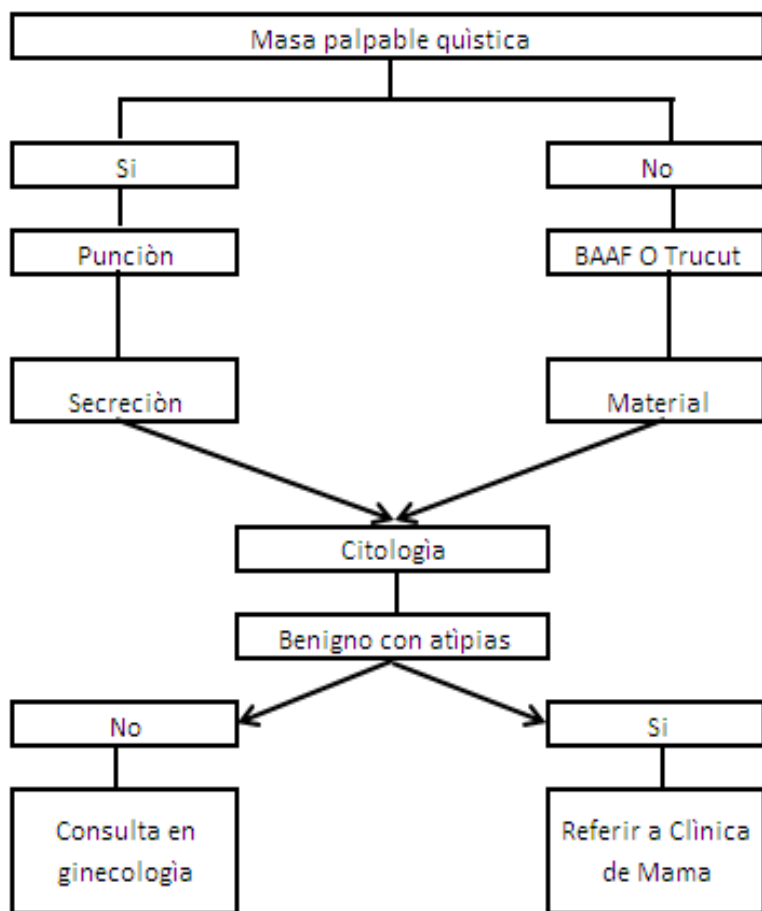 Masa palpable quìstica
Si
No
Punciòn
BAAF O Trucut
Secreciòn
Material
Citologìa
Benigno con atìpias
No
Si
Consulta en
ginecologìa
Referir a Clìnica
de Mama